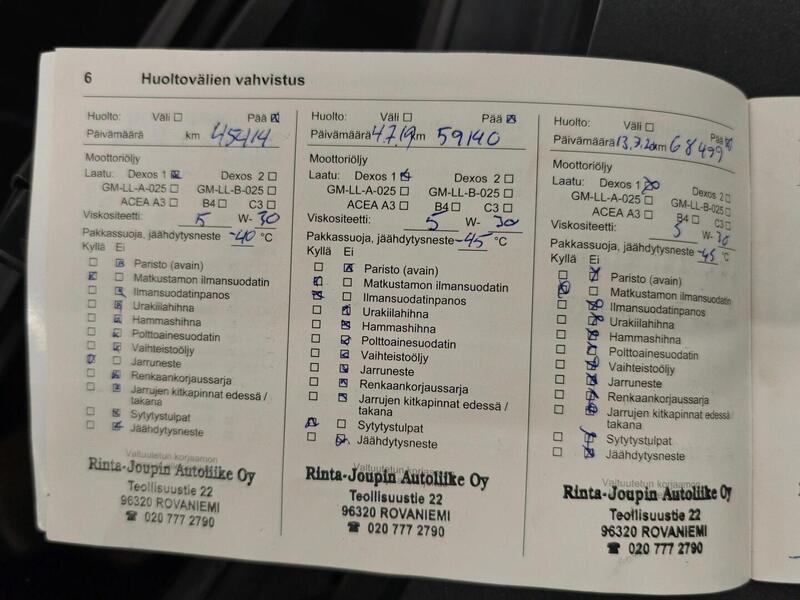 6 Huoltovälien vahvistus
Huolto: Väli ☐ Pää ☒
Päivämäärä km 45414
Moottoriöljy
Laatu: Dexos 1 ☒ Dexos 2 ☐
GM-LL-A-025 ☐ GM-LL-B-025 ☐
ACEA A3 ☐ B4 ☐ C3 ☐
Viskositeetti: 5 W- 30
Pakkassuoja, jäähdytysneste -40 °C
Kyllä Ei
☐ ☒ Paristo (avain)
☒ ☐ Matkustamon ilmansuodatin
☐ ☒ Ilmansuodatinpanos
☐ ☒ Urakiilahihna
☐ ☒ Hammashihna
☐ ☒ Polttoainesuodatin
☐ ☒ Vaihteistoöljy
☒ ☐ Jarruneste
☐ ☒ Renkaankorjaussarja
☐ ☒ Jarrujen kitkapinnat edessä /
takana
☐ ☒ Sytytystulpat
☐ ☒ Jäähdytysneste
Valtuutetun korjaamon
Rinta-Joupin Autoliike Oy
Teollisuustie 22
96320 ROVANIEMI
☎ 020 777 2790
Huolto: Väli ☐ Pää ☒
Päivämäärä 4.7.19 km 59140
Moottoriöljy
Laatu: Dexos 1 ☒ Dexos 2 ☐
GM-LL-A-025 ☐ GM-LL-B-025 ☐
ACEA A3 ☐ B4 ☐ C3 ☐
Viskositeetti: 5 W- 30
Pakkassuoja, jäähdytysneste -45 °C
Kyllä Ei
☐ ☒ Paristo (avain)
☒ ☐ Matkustamon ilmansuodatin
☒ ☐ Ilmansuodatinpanos
☐ ☒ Urakiilahihna
☐ ☒ Hammashihna
☐ ☒ Polttoainesuodatin
☐ ☒ Vaihteistoöljy
☐ ☒ Jarruneste
☐ ☒ Renkaankorjaussarja
☐ ☒ Jarrujen kitkapinnat edessä /
takana
☒ ☐ Sytytystulpat
☐ ☒ Jäähdytysneste
Valtuutetun
Rinta-Joupin Autoliike Oy
Teollisuustie 22
96320 ROVANIEMI
☎ 020 777 2790
Huolto: Väli ☐ Pää ☒
Päivämäärä 13.7.20 km 68499
Moottoriöljy
Laatu: Dexos 1 ☒ Dexos 2 ☐
GM-LL-A-025 ☐ GM-LL-B-025 ☐
ACEA A3 ☐ B4 ☐ C3 ☐
Viskositeetti: 5 W- 30
Pakkassuoja, jäähdytysneste -45 °C
Kyllä Ei
☐ ☒ Paristo (avain)
☒ ☐ Matkustamon ilmansuodatin
☐ ☒ Ilmansuodatinpanos
☐ ☒ Urakiilahihna
☐ ☒ Hammashihna
☐ ☒ Polttoainesuodatin
☐ ☒ Vaihteistoöljy
☐ ☒ Jarruneste
☐ ☒ Renkaankorjaussarja
☐ ☒ Jarrujen kitkapinnat edessä /
takana
☐ ☒ Sytytystulpat
☐ ☒ Jäähdytysneste
Valtuutetun korjaamon
Rinta-Joupin Autoliike Oy
Teollisuustie 22
96320 ROVANIEMI
☎ 020 777 2790